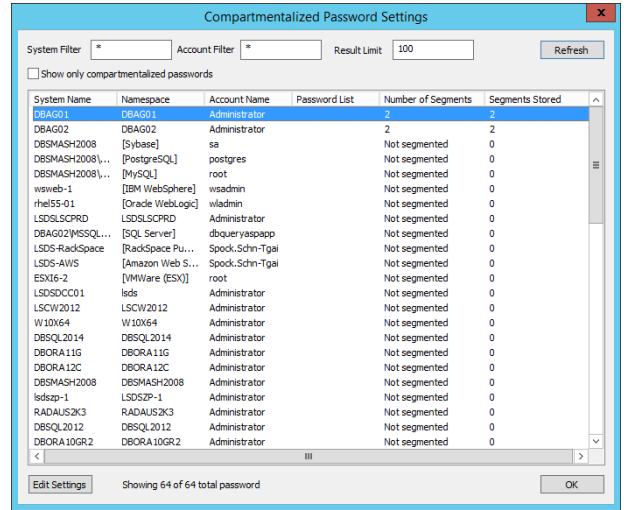 Compartmentalized Password Settings x
System Filter * Account Filter * Result Limit 100 Refresh
Show only compartmentalized passwords
System Name Namespace Account Name Password List Number of Segments Segments Stored
DBAG01 DBAG01 Administrator 2 2
DBAG02 DBAG02 Administrator 2 2
DBSMASH2008 [Sybase] sa Not segmented 0
DBSMASH2008\... [PostgreSQL] postgres Not segmented 0
DBSMASH2008\... [MySQL] root Not segmented 0
wsweb-1 [IBM WebSphere] wsadmin Not segmented 0
rhel55-01 [Oracle WebLogic] wladmin Not segmented 0
LSDSLSCPRD LSDSLSCPRD Administrator Not segmented 0
DBAG02\MSSQL... [SQL Server] dbqueryaspapp Not segmented 0
LSDS-RackSpace [RackSpace Pu... Spock.Schn-Tgai Not segmented 0
LSDS-AWS [Amazon Web S... Spock.Schn-Tgai Not segmented 0
ESXI6-2 [VMWare (ESX)] root Not segmented 0
LSDSDCC01 lsds Administrator Not segmented 0
LSCW2012 LSCW2012 Administrator Not segmented 0
W10X64 W10X64 Administrator Not segmented 0
DBSQL2014 DBSQL2014 Administrator Not segmented 0
DBORA11G DBORA11G Administrator Not segmented 0
DBORA12C DBORA12C Administrator Not segmented 0
DBSMASH2008 DBSMASH2008 Administrator Not segmented 0
lsdszp-1 LSDSZP-1 Administrator Not segmented 0
RADAUS2K3 RADAUS2K3 Administrator Not segmented 0
DBSQL2012 DBSQL2012 Administrator Not segmented 0
DBORA10GR2 DBORA10GR2 Administrator Not segmented 0
Edit Settings Showing 64 of 64 total password OK